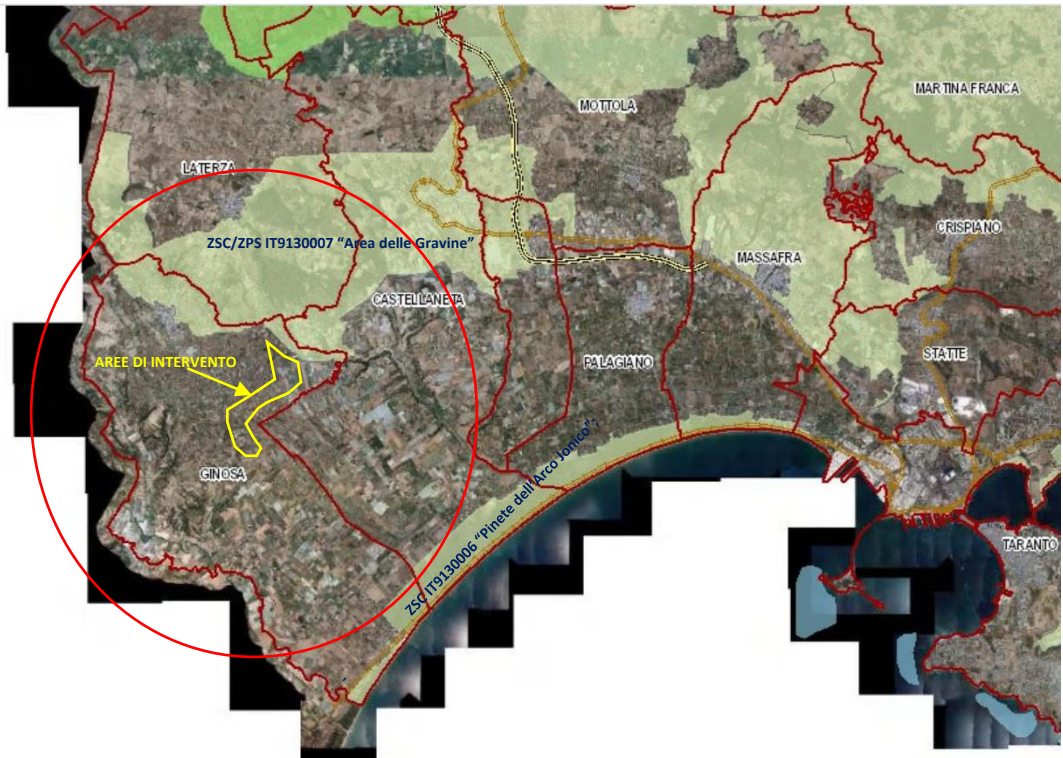 MARTINA FRANCA
MOTTOLA
LATERZA
CRISPIANO
ZSC/ZPS IT9130007 “Area delle Gravine”
MASSAFRA
CASTELLANETA
STATTE
AREE DI INTERVENTO
PALAGIANO
GINOSA
ZSC IT9130006 “Pinete dell’Arco Jonico”;
TARANTO